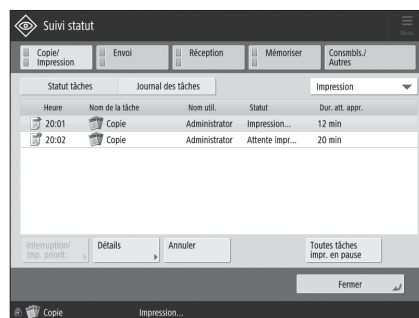 Suivi statut
Menu
Copie/
Impression
Envoi
Réception
Mémoriser
Consmbls./
Autres
Statut tâches
Journal des tâches
Impression
Heure Nom de la tâche Nom util. Statut Dur. att. appr.
20:01 Copie Administrator Impression... 12 min
20:02 Copie Administrator Attente impr... 20 min
Interruption/
Imp. priorit.
Détails
Annuler
Toutes tâches
impr. en pause
Fermer
Copie Impression...